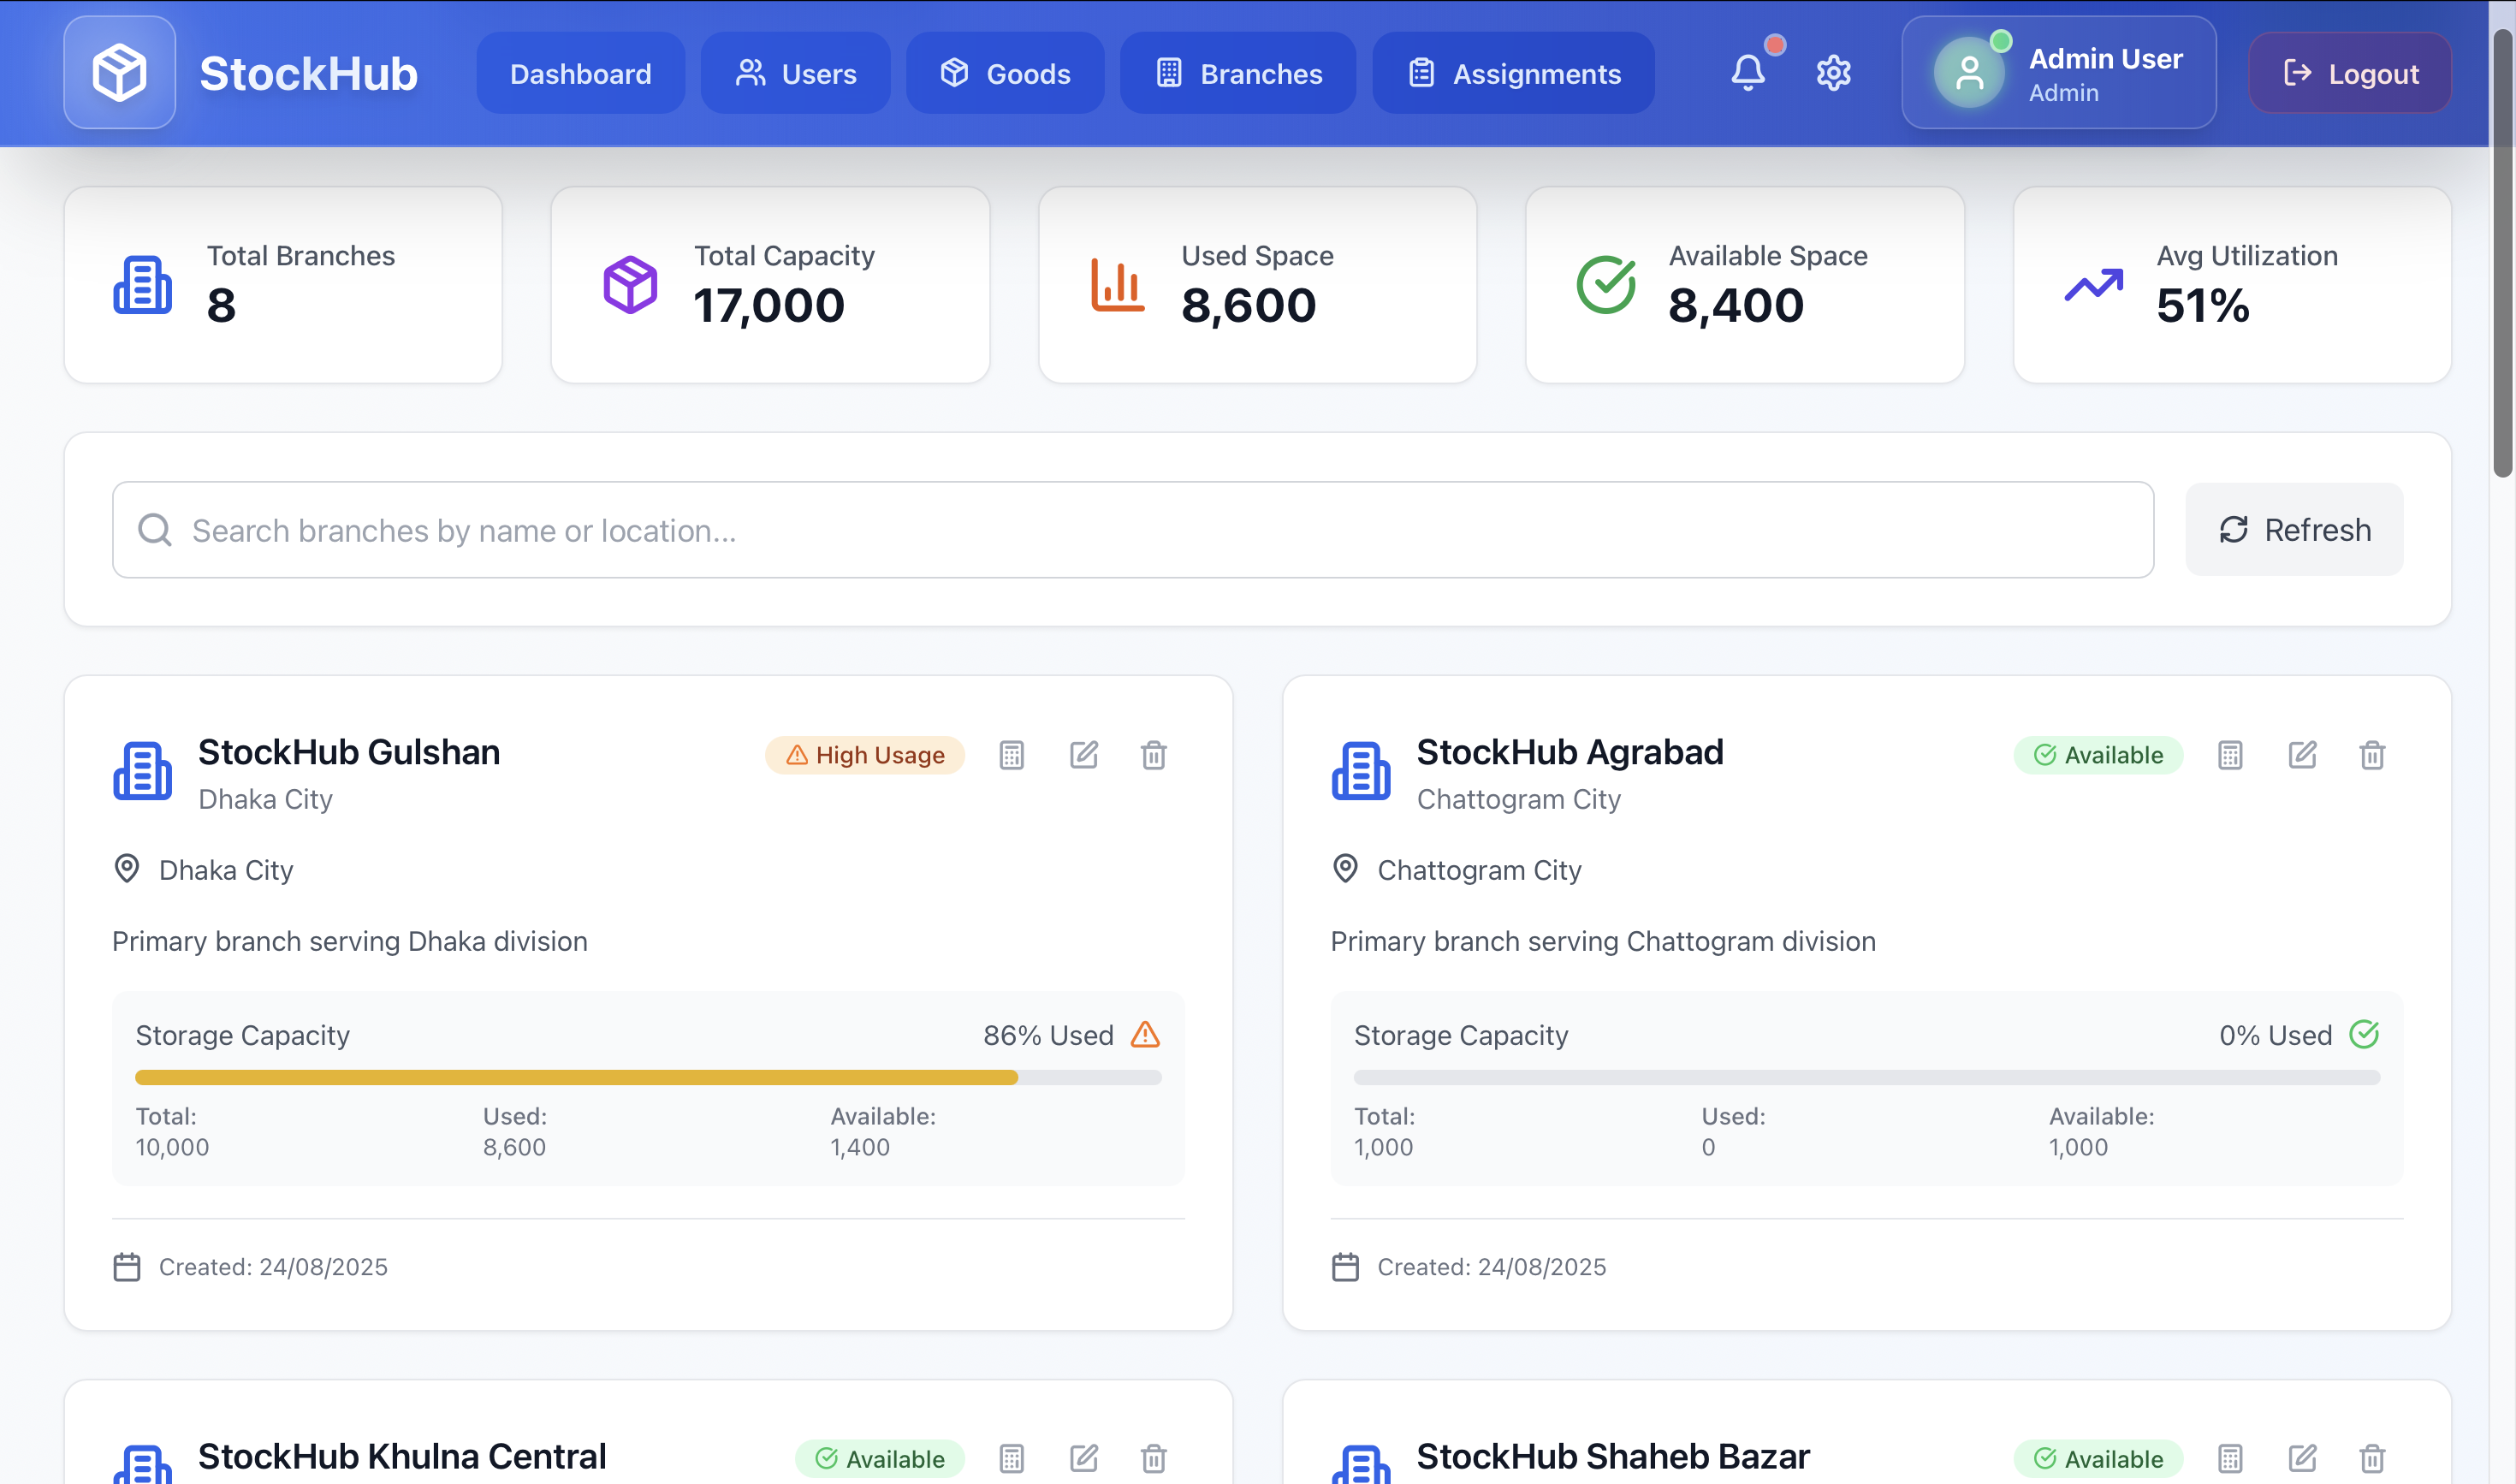 StockHub
Dashboard
Users
Goods
Branches
Assignments
Admin User
Admin
Logout
Total Branches
8
Total Capacity
17,000
Used Space
8,600
Available Space
8,400
Avg Utilization
51%
Search branches by name or location...
Refresh
StockHub Gulshan
High Usage
Dhaka City
Dhaka City
Primary branch serving Dhaka division
Storage Capacity
86% Used
Total:
10,000
Used:
8,600
Available:
1,400
Created: 24/08/2025
StockHub Agrabad
Available
Chattogram City
Chattogram City
Primary branch serving Chattogram division
Storage Capacity
0% Used
Total:
1,000
Used:
0
Available:
1,000
Created: 24/08/2025
StockHub Khulna Central
Available
StockHub Shaheb Bazar
Available